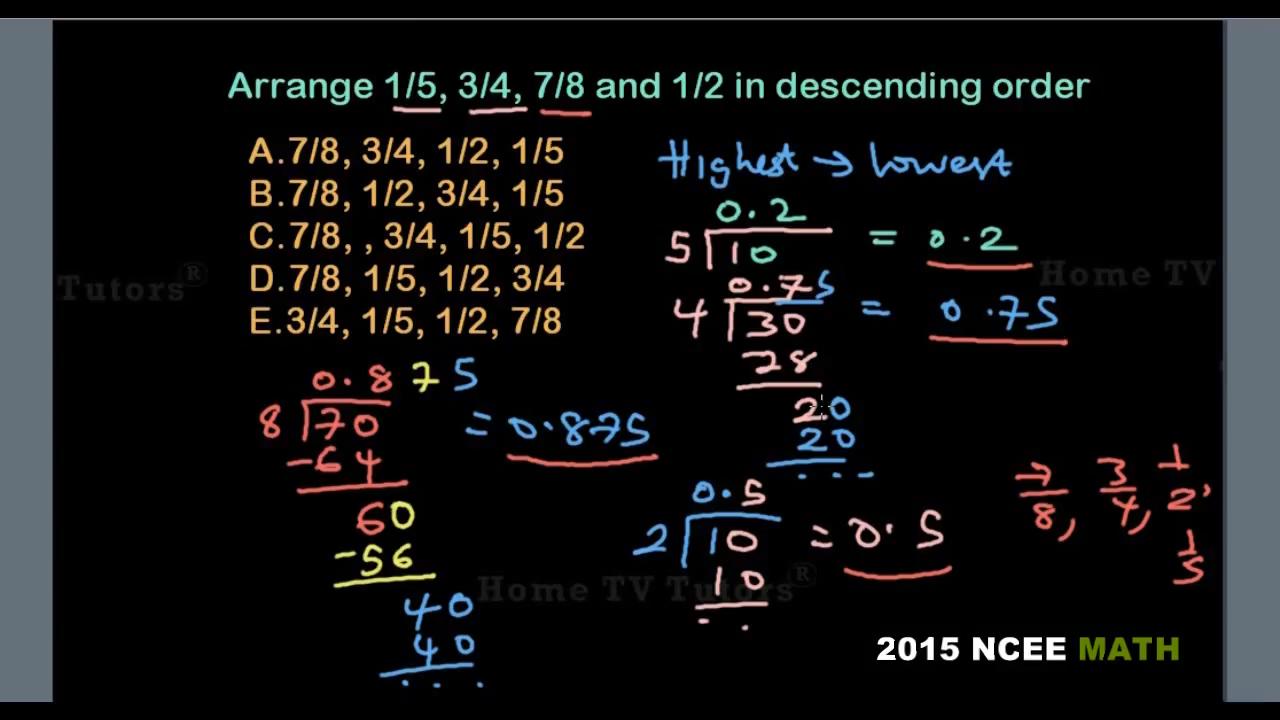 Arrange 1/5, 3/4, 7/8 and 1/2 in descending order
A.7/8, 3/4, 1/2, 1/5
B.7/8, 1/2, 3/4, 1/5
C.7/8, , 3/4, 1/5, 1/2
D.7/8, 1/5, 1/2, 3/4
E.3/4, 1/5, 1/2, 7/8
Highest → lowest
0.2
5 10 = 0.2
0.75
4 30 = 0.75
28
20
20
0.875
8 70 = 0.875
-64
60
-56
40
40
0.5
2 10 = 0.5
10
7/8, 3/4, 1/2,
1/5
Tutors®
Home TV
Home TV Tutors®
2015 NCEE MATH